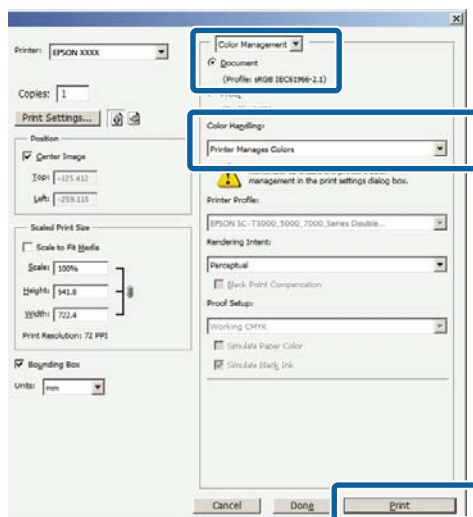 Printer: EPSON XXXX
Copies: 1
Print Settings...
Position
Center Image
Top: -125.412
Left: -259.115
Scaled Print Size
Scale to Fit Media
Scale: 100%
Height: 541.8
Width: 722.4
Print Resolution: 72 PPI
Bounding Box
Units: mm
Color Management
Document
(Profile: sRGB IEC61966-2.1)
Color Handling:
Printer Manages Colors
management in the print settings dialog box.
Printer Profile:
EPSON SC-T3000_5000_7000_Series Double...
Rendering Intent:
Perceptual
Black Point Compensation
Proof Setup:
Working CMYK
Simulate Paper Color
Simulate Black Ink
Cancel
Done
Print